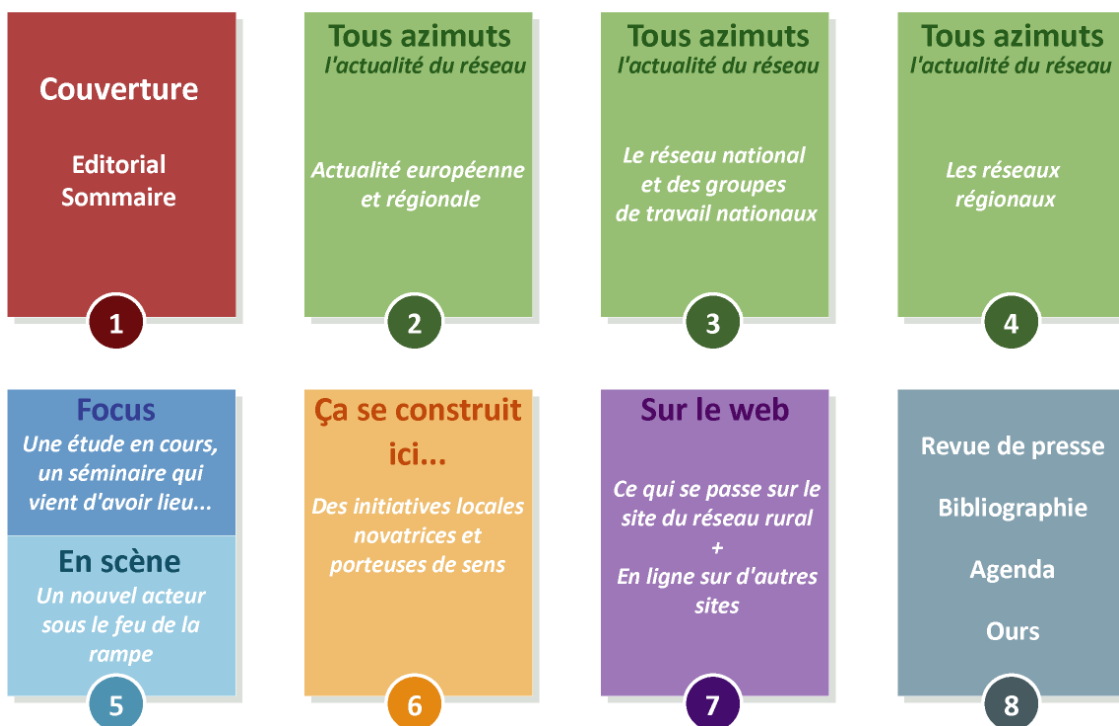 Couverture
Editorial
Sommaire
1
Tous azimuts
l'actualité du réseau
Actualité européenne
et régionale
2
Tous azimuts
l'actualité du réseau
Le réseau national
et des groupes
de travail nationaux
3
Tous azimuts
l'actualité du réseau
Les réseaux
régionaux
4
Focus
Une étude en cours,
un séminaire qui
vient d'avoir lieu...
En scène
Un nouvel acteur
sous le feu de la
rampe
5
Ça se construit
ici...
Des initiatives locales
novatrices et
porteuses de sens
6
Sur le web
Ce qui se passe sur le
site du réseau rural
+
En ligne sur d'autres
sites
7
Revue de presse
Bibliographie
Agenda
Ours
8